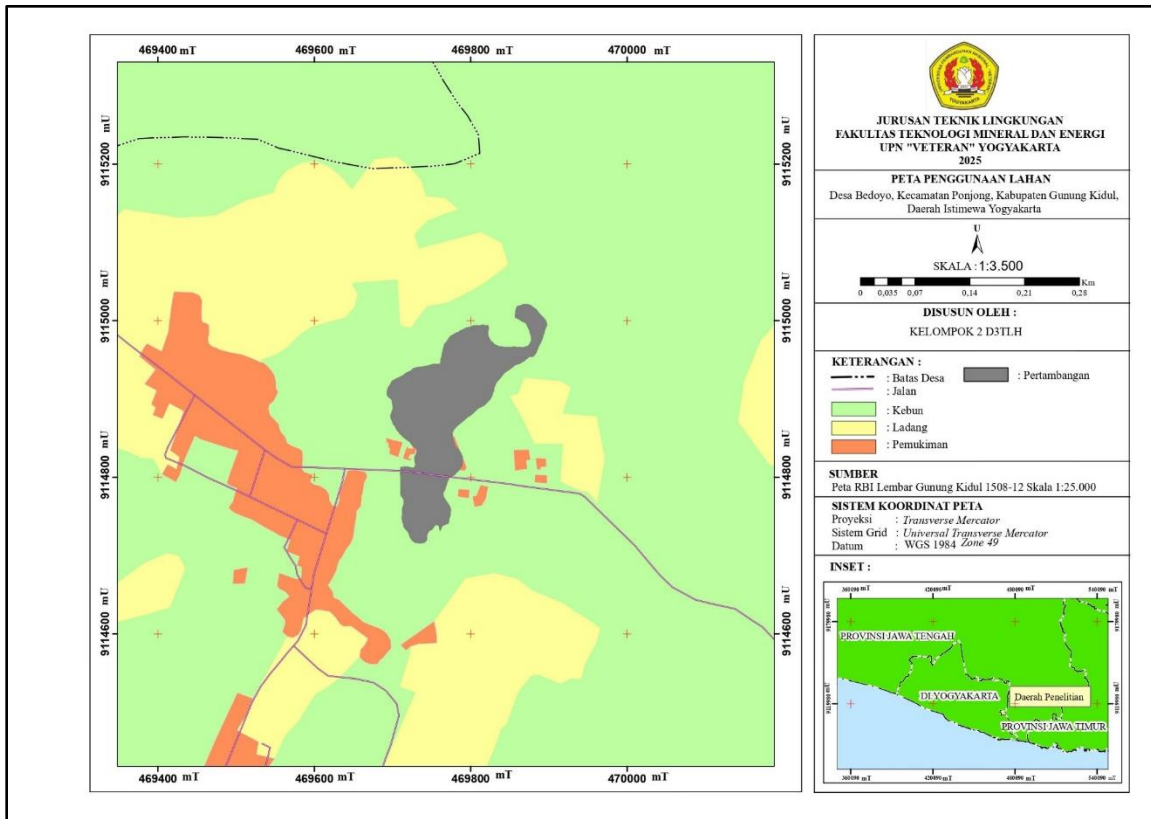 469400 mT
469600 mT
469800 mT
470000 mT
9115200 mU
9115000 mU
9114800 mU
9114600 mU
9115200 mU
9115000 mU
9114800 mU
9114600 mU
469400 mT
469600 mT
469800 mT
470000 mT
YOGYAKARTA
JURUSAN TEKNIK LINGKUNGAN
FAKULTAS TEKNOLOGI MINERAL DAN ENERGI
UPN "VETERAN" YOGYAKARTA
2025
PETA PENGGUNAAN LAHAN
Desa Bedoyo, Kecamatan Ponjong, Kabupaten Gunung Kidul,
Daerah Istimewa Yogyakarta
U
SKALA : 1:3.500
0 0,035 0,07 0,14 0,21 0,28 Km
DISUSUN OLEH :
KELOMPOK 2 D3TLH
KETERANGAN :
: Batas Desa
: Pertambangan
: Jalan
: Kebun
: Ladang
: Pemukiman
SUMBER
Peta RBI Lembar Gunung Kidul 1508-12 Skala 1:25.000
SISTEM KOORDINAT PETA
Proyeksi : Transverse Mercator
Sistem Grid : Universal Transverse Mercator
Datum : WGS 1984 Zone 49
INSET :
PROVINSI JAWA TENGAH
DI YOGYAKARTA
Daerah Penelitian
PROVINSI JAWA TIMUR